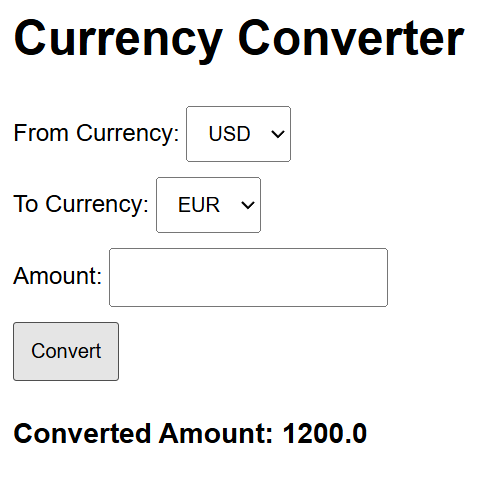 Currency Converter
From Currency: USD
To Currency: EUR
Amount:
Convert
Converted Amount: 1200.0